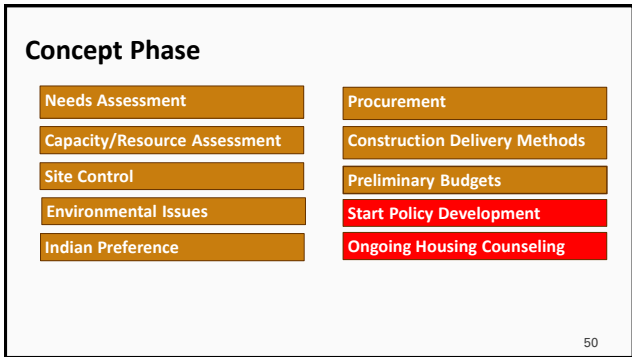 Concept Phase
Needs Assessment
Capacity/Resource Assessment
Site Control
Environmental Issues
Indian Preference
Procurement
Construction Delivery Methods
Preliminary Budgets
Start Policy Development
Ongoing Housing Counseling
50